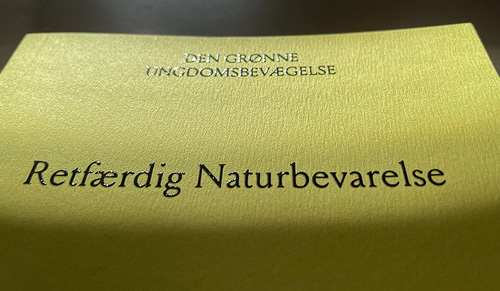 DEN GRØNNE
UNGDOMSBEVÆGELSE
Retfærdig Naturbevarelse